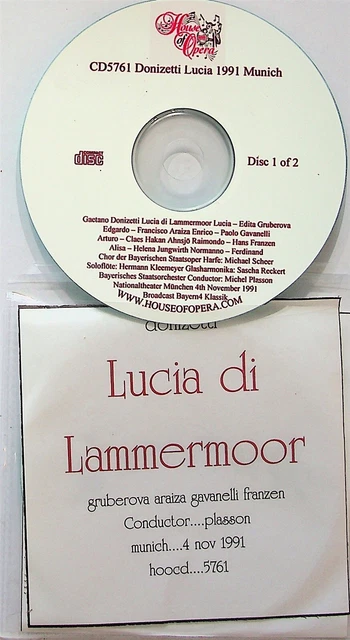 House
of
Opera
CD5761 Donizetti Lucia 1991 Munich
COMPACT
disc
Disc 1 of 2
Gaetano Donizetti Lucia di Lammermoor Lucia – Edita Gruberova
Edgardo - Francisco Araiza Enrico - Paolo Gavanelli
Arturo – Claes Hakan Ahnsjö Raimondo – Hans Franzen
Alisa – Helena Jungwirth Normanno – Ferdinand
Chor der Bayerischen Staatsoper Harfe: Michael Scheer
Soloflöte: Hermann Kleemeyer Glasharmonika: Sascha Reckert
Bayerisches Staatsorchester Conductor: Michel Plasson
Nationaltheater München 4th November 1991
Broadcast Bayern4 Klassik
WWW.HOUSEOFOPERA.COM
donizetti
Lucia di
Lammermoor
gruberova araiza gavanelli franzen
Conductor....plasson
munich....4 nov 1991
hoocd....5761